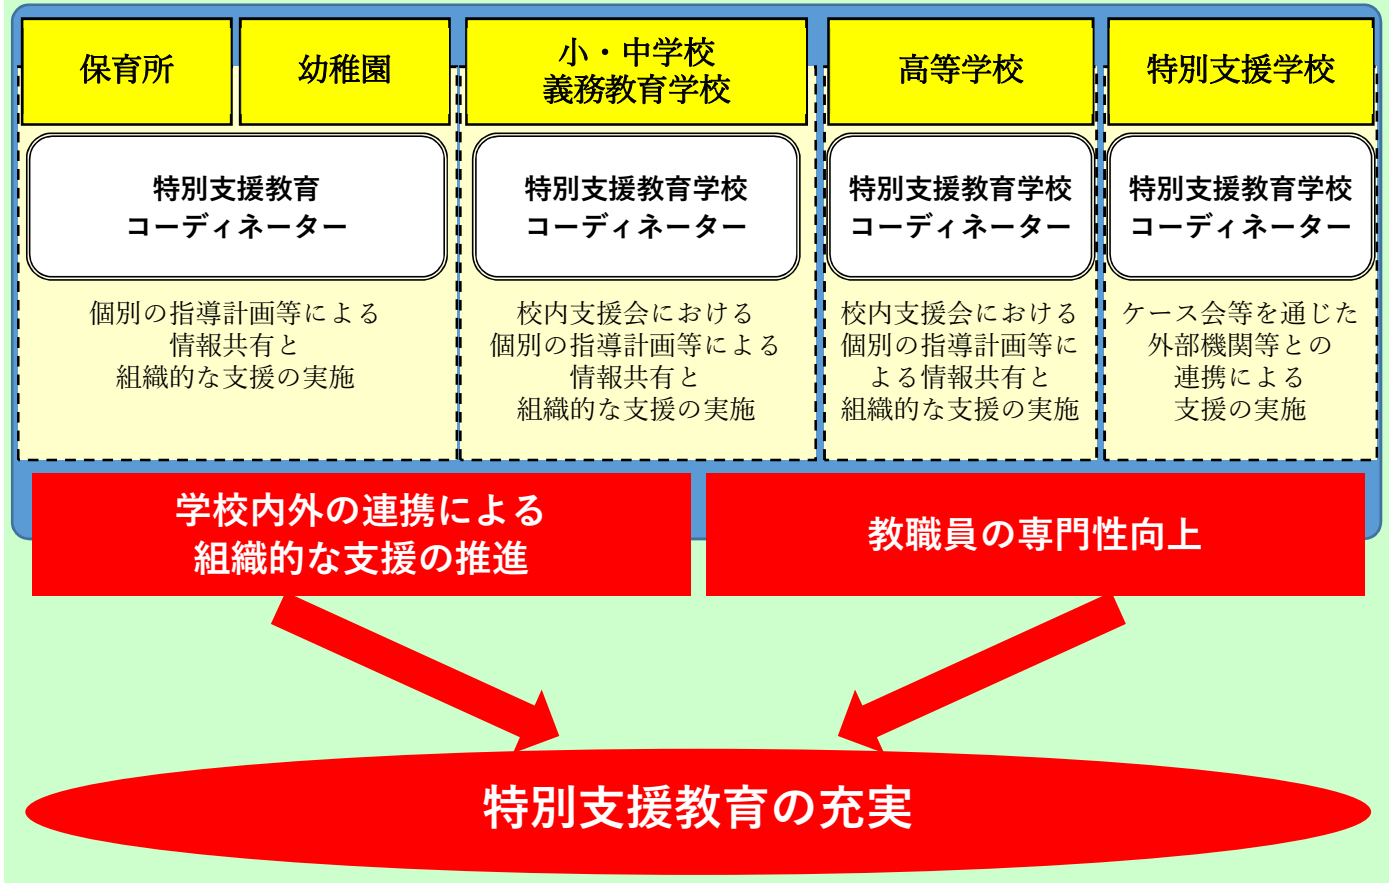 保育所
幼稚園
小・中学校
義務教育学校
高等学校
特別支援学校
特別支援教育
コーディネーター
特別支援教育学校
コーディネーター
特別支援教育学校
コーディネーター
特別支援教育学校
コーディネーター
個別の指導計画等による
情報共有と
組織的な支援の実施
校内支援会における
個別の指導計画等による
情報共有と
組織的な支援の実施
校内支援会における
個別の指導計画等に
よる情報共有と
組織的な支援の実施
ケース会等を通じた
外部機関等との
連携による
支援の実施
学校内外の連携による
組織的な支援の推進
教職員の専門性向上
特別支援教育の充実